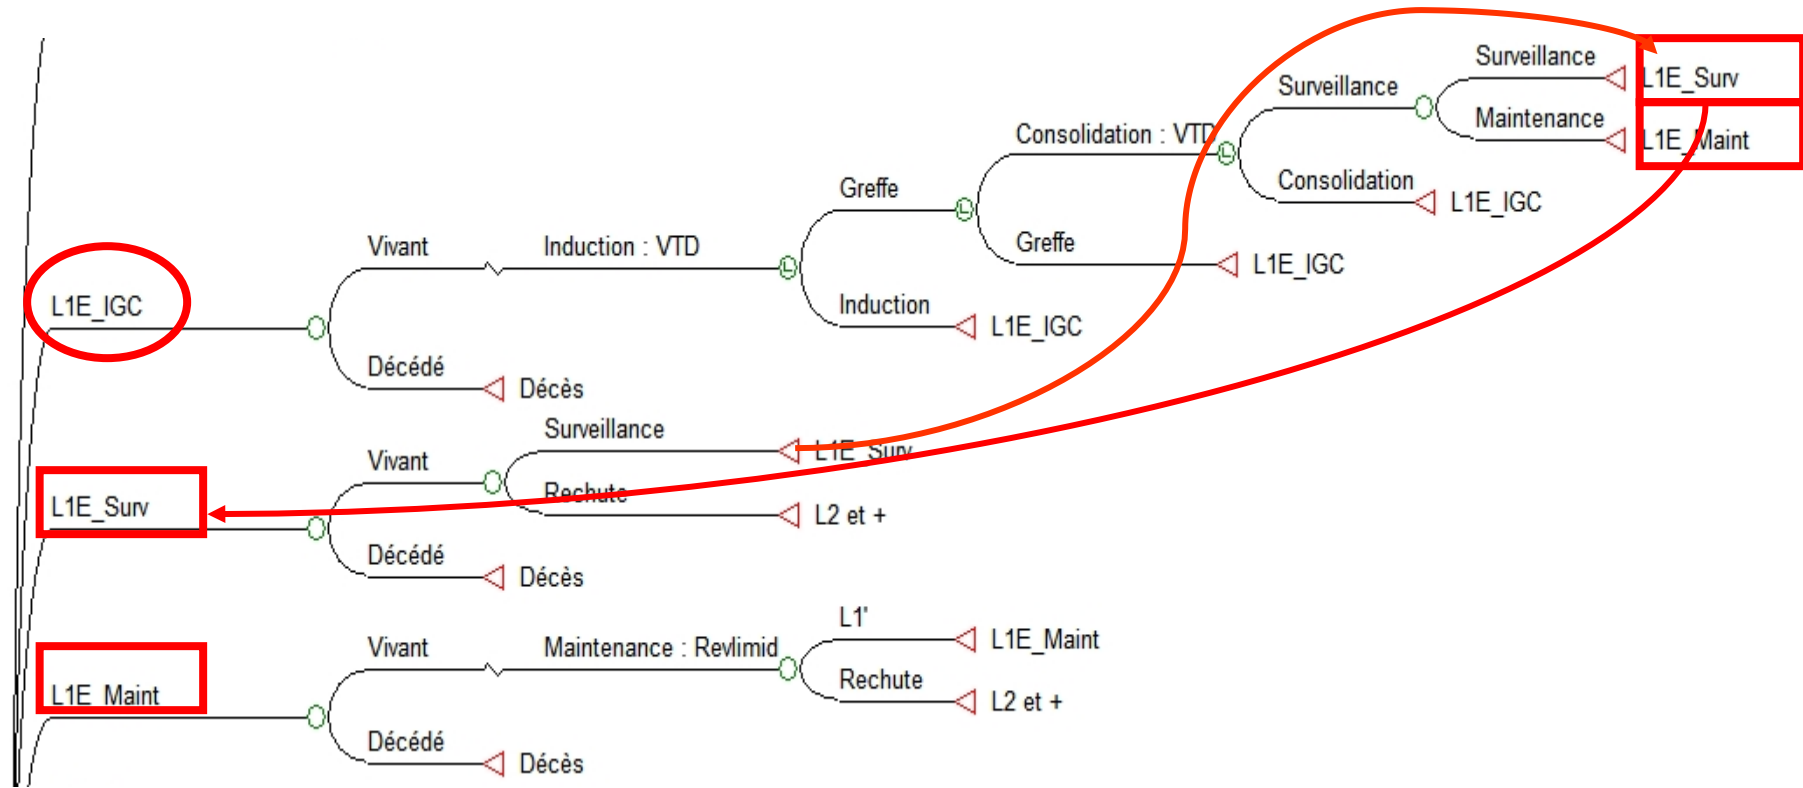 Surveillance
L1E_Surv
Surveillance
Maintenance
L1E_Maint
Consolidation : VTD
Consolidation
L1E_IGC
Greffe
Greffe
L1E_IGC
Vivant
Induction : VTD
Induction
L1E_IGC
L1E_IGC
Décédé
Décès
Surveillance
L1E_Surv
Vivant
Rechute
L2 et +
L1E_Surv
Décédé
Décès
L1'
L1E_Maint
Vivant
Maintenance : Revlimid
Rechute
L2 et +
L1E_Maint
Décédé
Décès